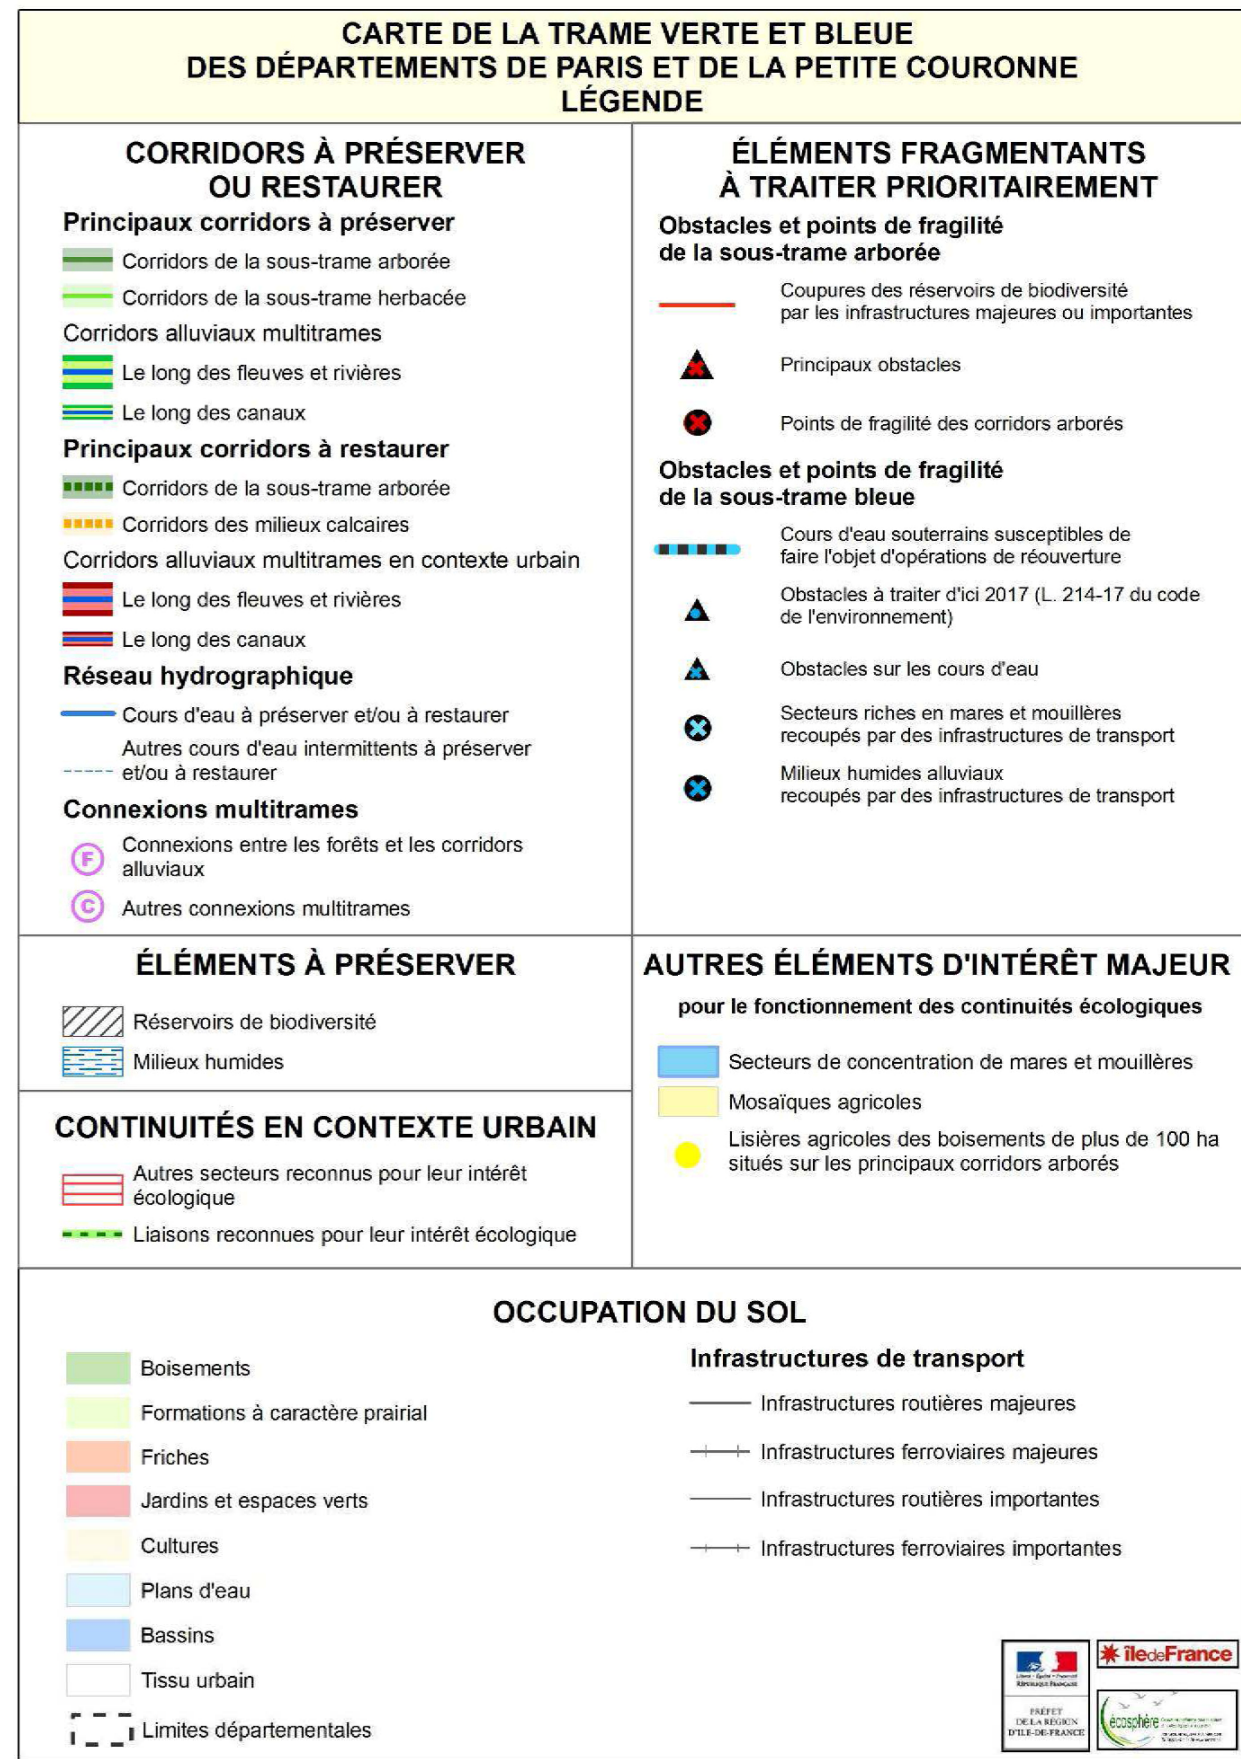 CARTE DE LA TRAME VERTE ET BLEUE
DES DÉPARTEMENTS DE PARIS ET DE LA PETITE COURONNE
LÉGENDE
CORRIDORS À PRÉSERVER
OU RESTAURER
Principaux corridors à préserver
Corridors de la sous-trame arborée
Corridors de la sous-trame herbacée
Corridors alluviaux multitrames
Le long des fleuves et rivières
Le long des canaux
Principaux corridors à restaurer
Corridors de la sous-trame arborée
Corridors des milieux calcaires
Corridors alluviaux multitrames en contexte urbain
Le long des fleuves et rivières
Le long des canaux
Réseau hydrographique
Cours d'eau à préserver et/ou à restaurer
Autres cours d'eau intermittents à préserver
et/ou à restaurer
Connexions multitrames
F
Connexions entre les forêts et les corridors
alluviaux
C
Autres connexions multitrames
ÉLÉMENTS FRAGMENTANTS
À TRAITER PRIORITAIREMENT
Obstacles et points de fragilité
de la sous-trame arborée
Coupures des réservoirs de biodiversité
par les infrastructures majeures ou importantes
Principaux obstacles
Points de fragilité des corridors arborés
Obstacles et points de fragilité
de la sous-trame bleue
Cours d'eau souterrains susceptibles de
faire l'objet d'opérations de réouverture
Obstacles à traiter d'ici 2017 (L. 214-17 du code
de l'environnement)
Obstacles sur les cours d'eau
Secteurs riches en mares et mouillères
recoupés par des infrastructures de transport
Milieux humides alluviaux
recoupés par des infrastructures de transport
ÉLÉMENTS À PRÉSERVER
Réservoirs de biodiversité
Milieux humides
CONTINUITÉS EN CONTEXTE URBAIN
Autres secteurs reconnus pour leur intérêt
écologique
Liaisons reconnues pour leur intérêt écologique
AUTRES ÉLÉMENTS D'INTÉRÊT MAJEUR
pour le fonctionnement des continuités écologiques
Secteurs de concentration de mares et mouillères
Mosaïques agricoles
Lisières agricoles des boisements de plus de 100 ha
situés sur les principaux corridors arborés
OCCUPATION DU SOL
Boisements
Formations à caractère prairial
Friches
Jardins et espaces verts
Cultures
Plans d'eau
Bassins
Tissu urbain
Limites départementales
Infrastructures de transport
Infrastructures routières majeures
Infrastructures ferroviaires majeures
Infrastructures routières importantes
Infrastructures ferroviaires importantes
Liberté • Égalité • Fraternité
RÉPUBLIQUE FRANÇAISE
PRÉFET
DE LA RÉGION
D'ILE-DE-FRANCE
îledeFrance
écosphère